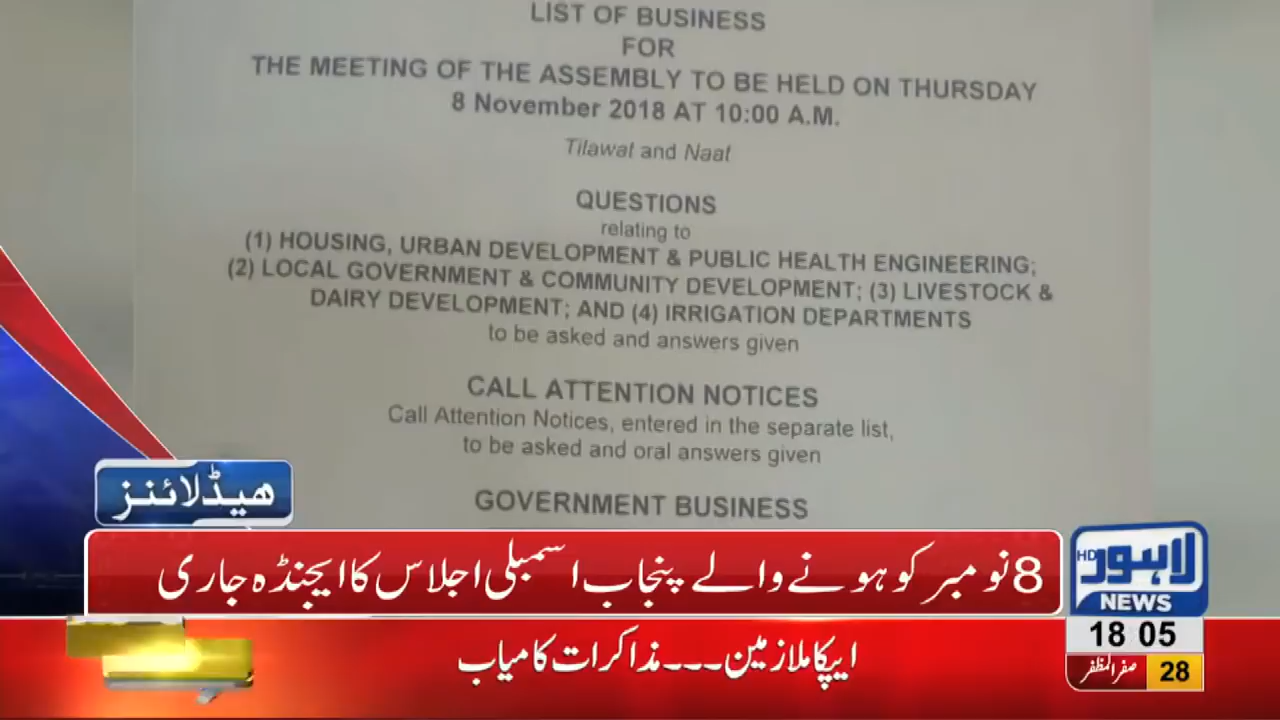 LIST OF BUSINESS
FOR
THE MEETING OF THE ASSEMBLY TO BE HELD ON THURSDAY
8 November 2018 AT 10:00 A.M.
Tilawat and Naat
QUESTIONS
relating to
(1) HOUSING, URBAN DEVELOPMENT & PUBLIC HEALTH ENGINEERING;
(2) LOCAL GOVERNMENT & COMMUNITY DEVELOPMENT; (3) LIVESTOCK &
DAIRY DEVELOPMENT; AND (4) IRRIGATION DEPARTMENTS
to be asked and answers given
CALL ATTENTION NOTICES
Call Attention Notices, entered in the separate list,
to be asked and oral answers given
GOVERNMENT BUSINESS
ھیڈلائنز
8 نومبر کو ہونے والے پنجاب اسمبلی اجلاس کا ایجنڈہ جاری
ایپکا ملازمین ۔۔۔ مذاکرات کامیاب
لاہور HD
NEWS
18 05
صفر المظفر 28